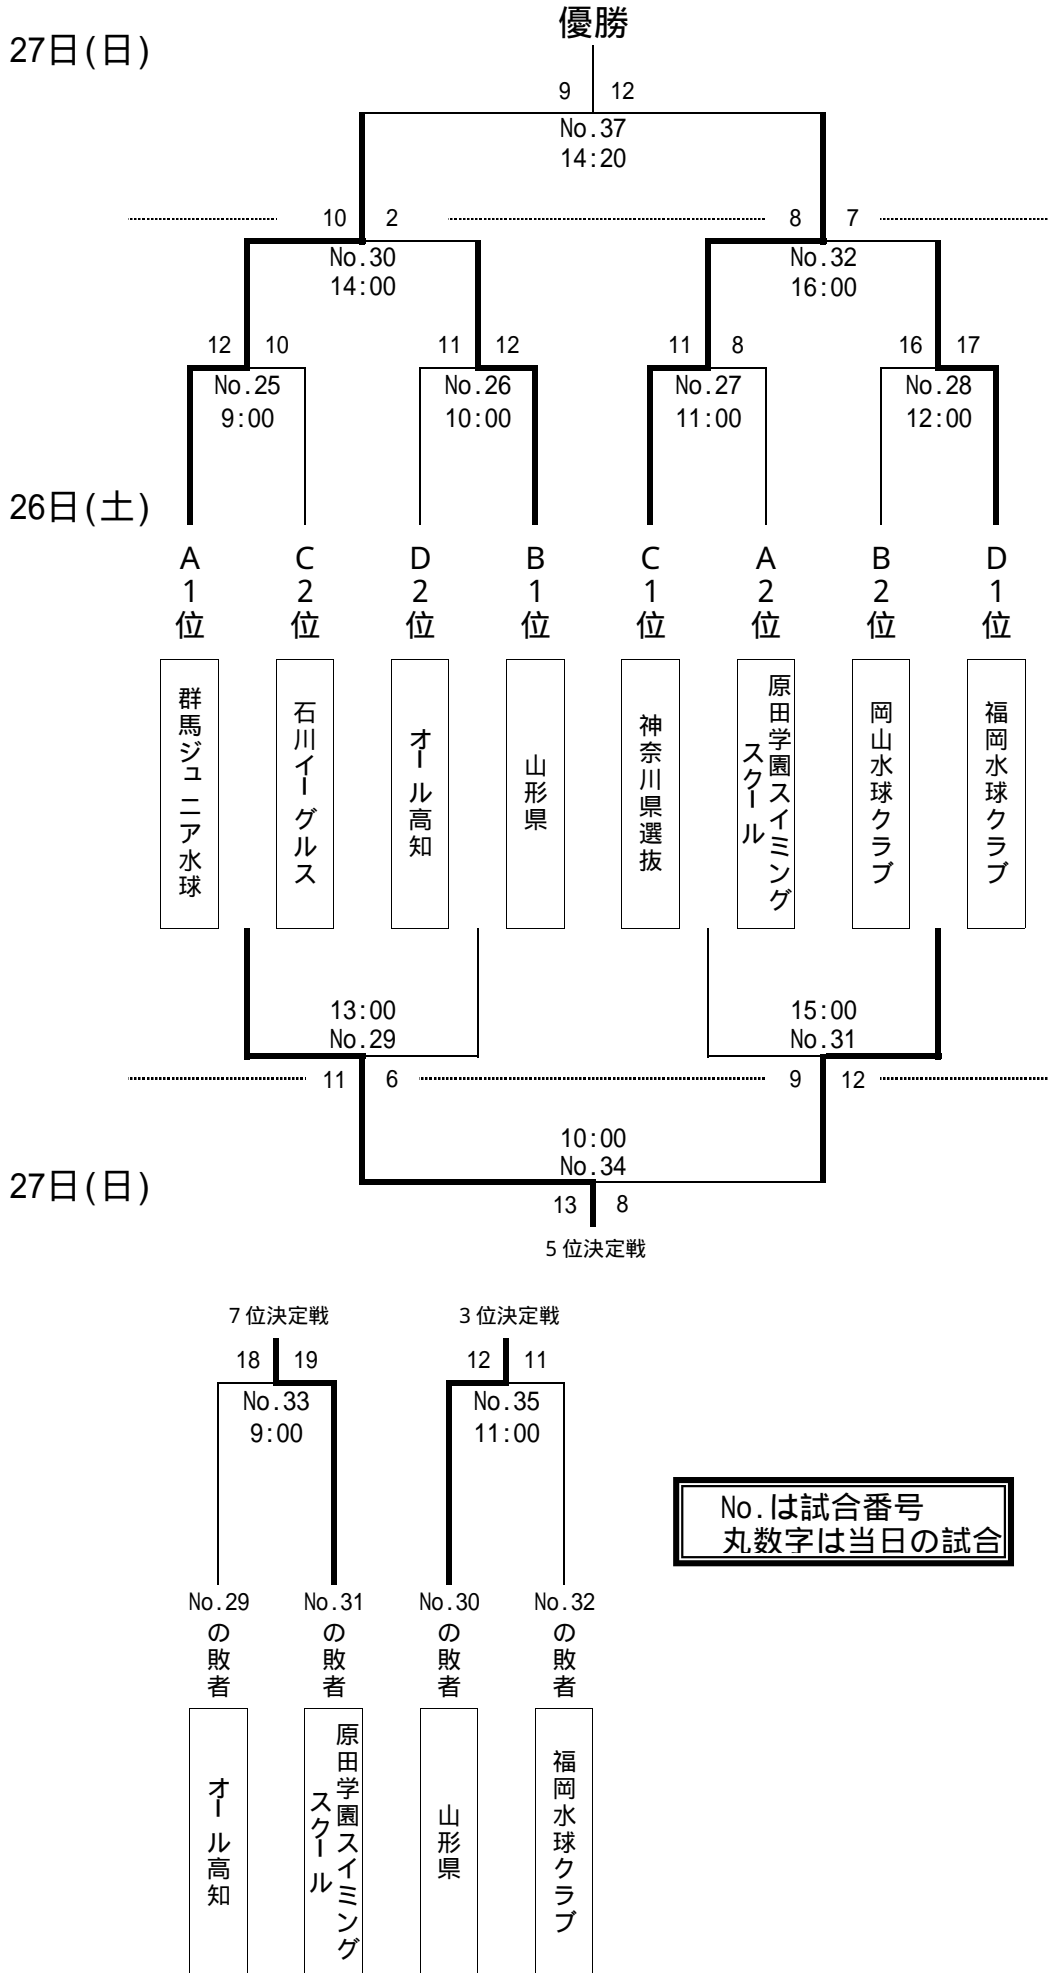 優勝
27日(日)
9 12
No.37
14:20
10 2
8 7
No.30
14:00
No.32
16:00
12 10
11 12
11 8
16 17
No.25
9:00
No.26
10:00
No.27
11:00
No.28
12:00
26日(土)
A1位
C2位
D2位
B1位
C1位
A2位
B2位
D1位
群馬ジュニア水球
石川イーグルス
オール高知
山形県
神奈川県選抜
原田学園スイミング
スクール
岡山水球クラブ
福岡水球クラブ
13:00
No.29
15:00
No.31
11 6
9 12
10:00
No.34
27日(日)
13 8
5位決定戦
7位決定戦
3位決定戦
18 19
12 11
No.33
9:00
No.35
11:00
No.は試合番号
丸数字は当日の試合
No.29の敗者
No.31の敗者
No.30の敗者
No.32の敗者
オール高知
原田学園スイミング
スクール
山形県
福岡水球クラブ